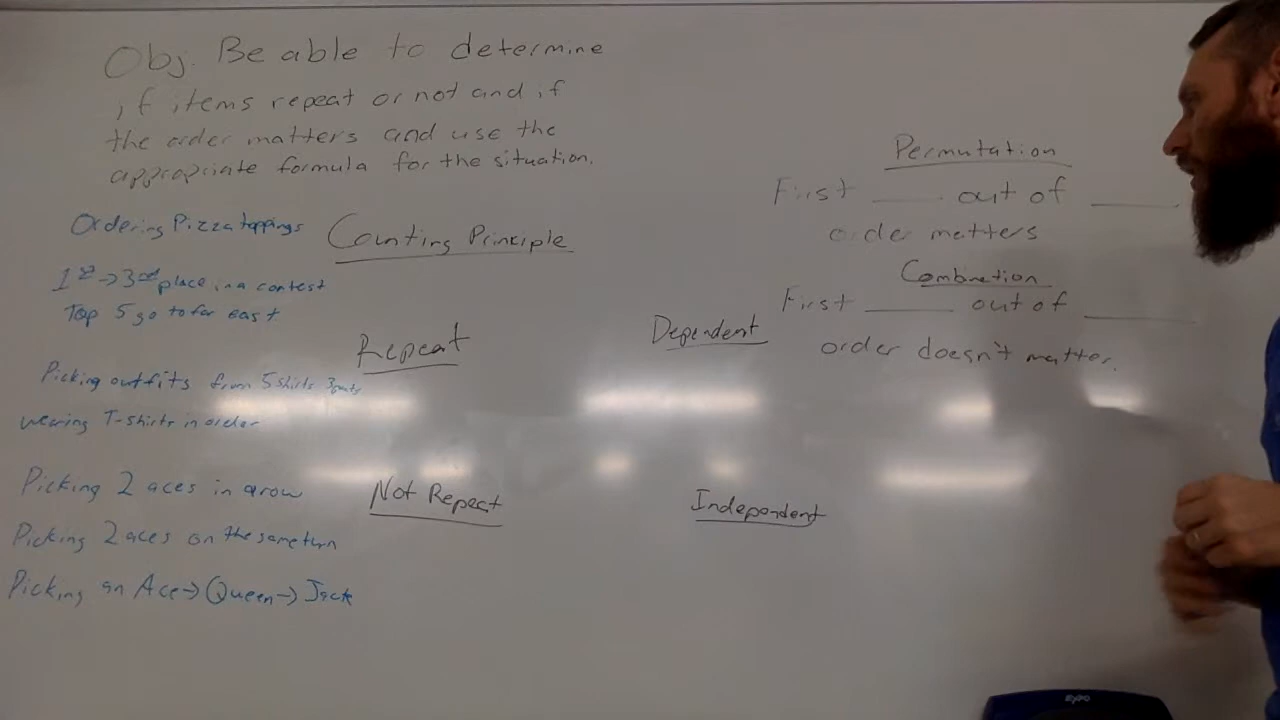 Obj. Be able to determine
if items repeat or not and if
the order matters and use the
appropriate formula for the situation.
Ordering Pizza toppings
1st → 3rd place in a contest
Top 5 go to far east
Picking outfits from 5 shirts 3 pants
wearing T-shirts in order
Picking 2 aces in a row
Picking 2 aces on the same turn
Picking an Ace → Queen → Jack
Counting Principle
Repeat
Not Repeat
Dependent
Independent
Permutation
First ____ out of ____
order matters
Combination
First ____ out of ____
order doesn't matter.
EXPO